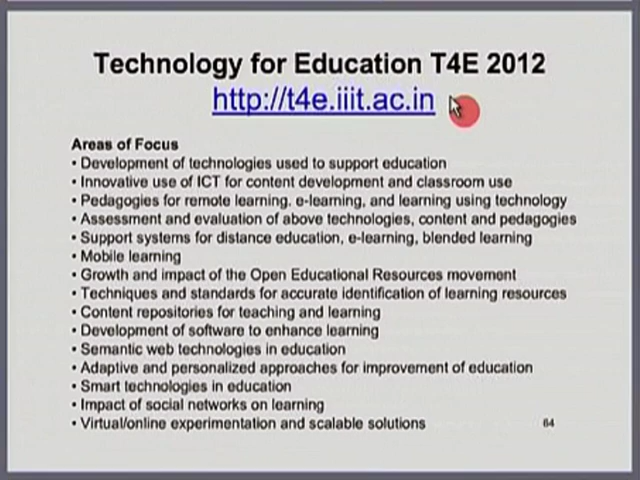 Technology for Education T4E 2012
http://t4e.iiit.ac.in
Areas of Focus
• Development of technologies used to support education
• Innovative use of ICT for content development and classroom use
• Pedagogies for remote learning. e-learning, and learning using technology
• Assessment and evaluation of above technologies, content and pedagogies
• Support systems for distance education, e-learning, blended learning
• Mobile learning
• Growth and impact of the Open Educational Resources movement
• Techniques and standards for accurate identification of learning resources
• Content repositories for teaching and learning
• Development of software to enhance learning
• Semantic web technologies in education
• Adaptive and personalized approaches for improvement of education
• Smart technologies in education
• Impact of social networks on learning
• Virtual/online experimentation and scalable solutions
64